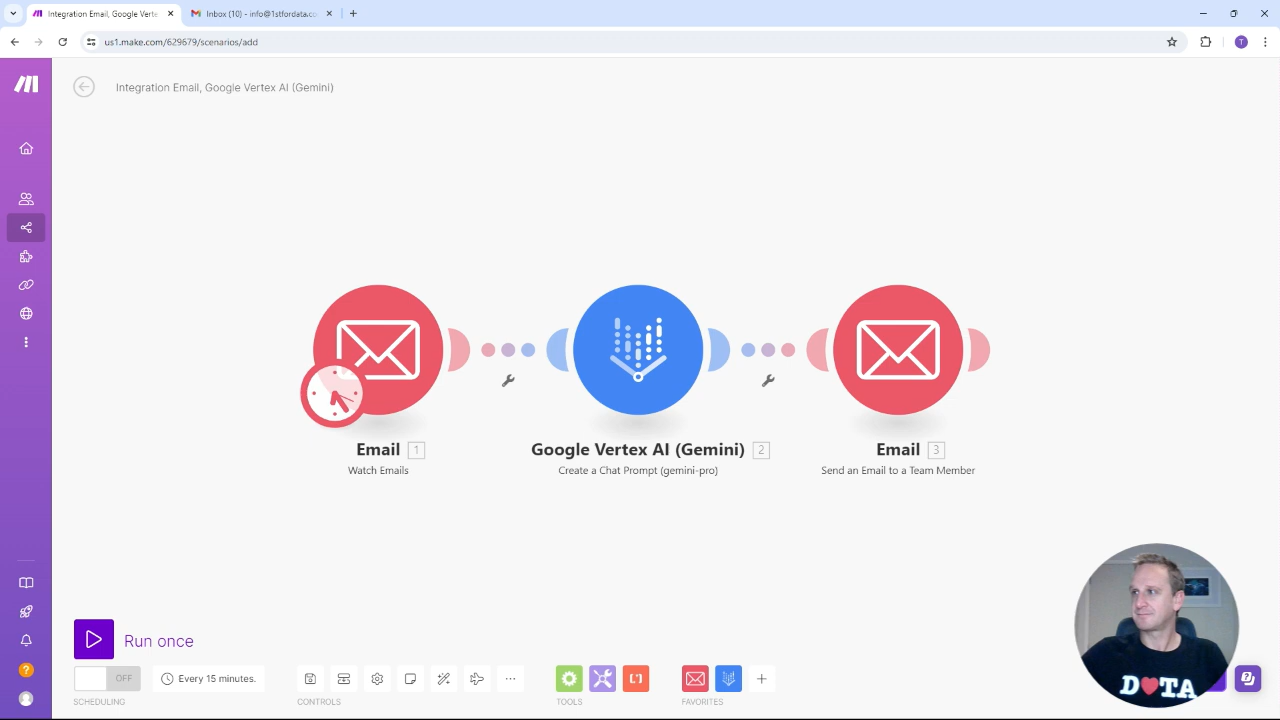 Integration Email, Google Verte
Inbox (10) - info@1stfordata.co
us1.make.com/629679/scenarios/add
T
Integration Email, Google Vertex AI (Gemini)
Email 1
Watch Emails
Google Vertex AI (Gemini) 2
Create a Chat Prompt (gemini-pro)
Email 3
Send an Email to a Team Member
Run once
OFF
Every 15 minutes.
SCHEDULING
CONTROLS
TOOLS
FAVORITES
?
D♥TA